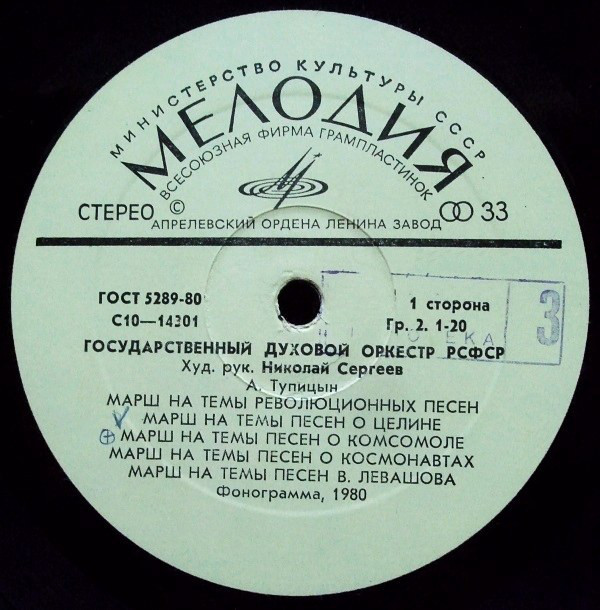 МИНИСТЕРСТВО КУЛЬТУРЫ СССР
МЕЛОДИЯ
ВСЕСОЮЗНАЯ ФИРМА ГРАМПЛАСТИНОК
СТЕРЕО © 33
АПРЕЛЕВСКИЙ ОРДЕНА ЛЕНИНА ЗАВОД
ГОСТ 5289-80 1 сторона 3
С10—14301 Гр. 2. 1-20
ГОСУДАРСТВЕННЫЙ ДУХОВОЙ ОРКЕСТР РСФСР
Худ. рук. Николай Сергеев
А. Тупицын
МАРШ НА ТЕМЫ РЕВОЛЮЦИОННЫХ ПЕСЕН
МАРШ НА ТЕМЫ ПЕСЕН О ЦЕЛИНЕ
МАРШ НА ТЕМЫ ПЕСЕН О КОМСОМОЛЕ
МАРШ НА ТЕМЫ ПЕСЕН О КОСМОНАВТАХ
МАРШ НА ТЕМЫ ПЕСЕН В. ЛЕВАШОВА
Фонограмма, 1980